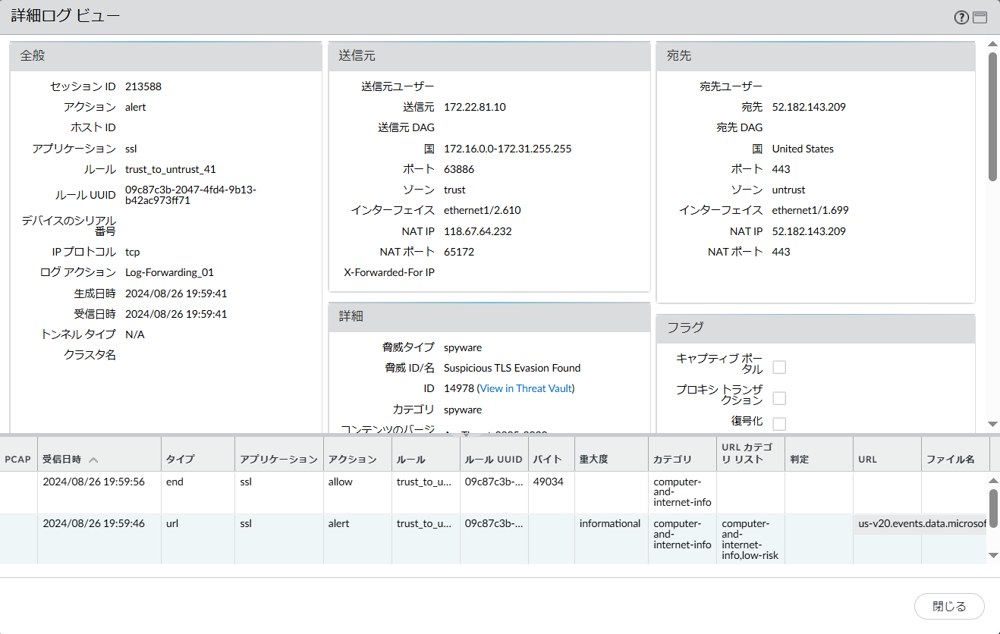 詳細ログ ビュー
全般
セッション ID 213588
アクション alert
ホスト ID
アプリケーション ssl
ルール trust_to_untrust_41
ルール UUID 09c87c3b-2047-4fd4-9b13-
b42ac973ff71
デバイスのシリアル
番号
IP プロトコル tcp
ログ アクション Log-Forwarding_01
生成日時 2024/08/26 19:59:41
受信日時 2024/08/26 19:59:41
トンネル タイプ N/A
クラスタ名
送信元
送信元ユーザー
送信元 172.22.81.10
送信元 DAG
国 172.16.0.0-172.31.255.255
ポート 63886
ゾーン trust
インターフェイス ethernet1/2.610
NAT IP 118.67.64.232
NAT ポート 65172
X-Forwarded-For IP
詳細
脅威タイプ spyware
脅威 ID/名 Suspicious TLS Evasion Found
ID 14978 (View in Threat Vault)
カテゴリ spyware
コンテンツのバージ
宛先
宛先ユーザー
宛先 52.182.143.209
宛先 DAG
国 United States
ポート 443
ゾーン untrust
インターフェイス ethernet1/1.699
NAT IP 52.182.143.209
NAT ポート 443
フラグ
キャプティブ ポー
タル
プロキシ トランザ
クション
復号化
PCAP 受信日時 タイプ アプリケーション アクション ルール ルール UUID バイト 重大度 カテゴリ URL カテゴ
リ リスト 判定 URL ファイル名
2024/08/26 19:59:56 end ssl allow trust_to_u... 09c87c3b-... 49034 computer-
and-
internet-info
2024/08/26 19:59:46 url ssl alert trust_to_u... 09c87c3b-... informational computer- computer- us-v20.events.data.microsof
and- and-
internet-info internet-
info,low-risk
閉じる